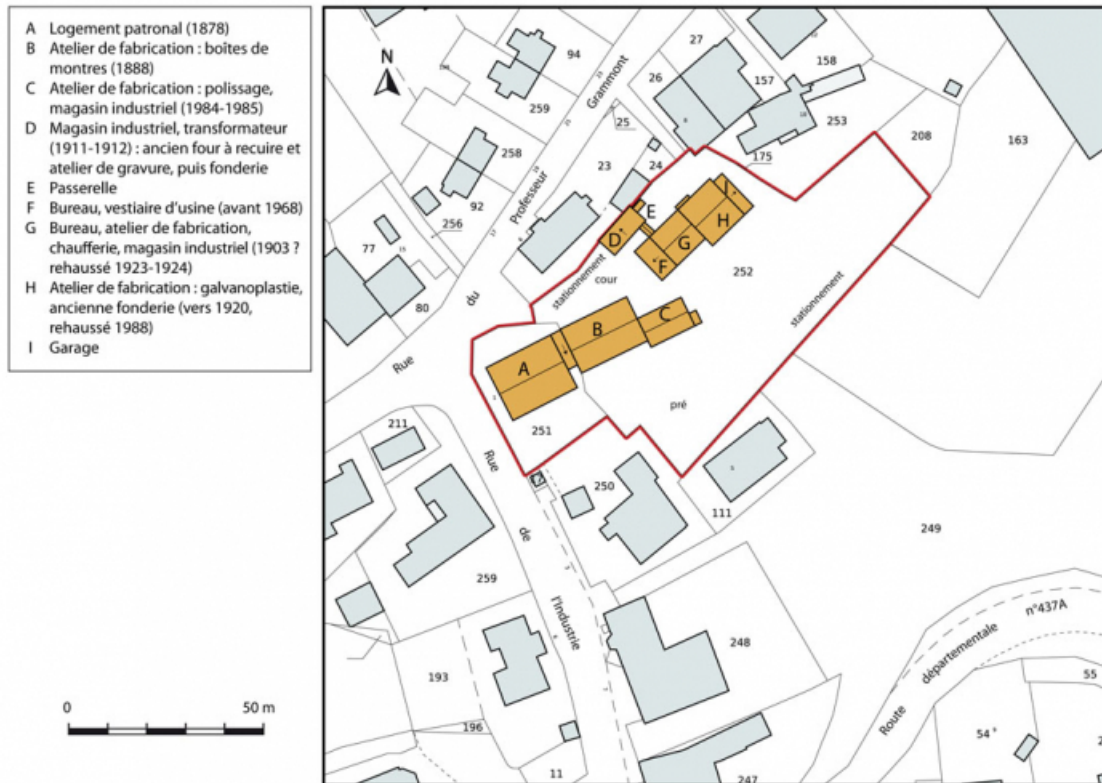 A Logement patronal (1878)
B Atelier de fabrication : boîtes de
montres (1888)
C Atelier de fabrication : polissage,
magasin industriel (1984-1985)
D Magasin industriel, transformateur
(1911-1912) : ancien four à recuire et
atelier de gravure, puis fonderie
E Passerelle
F Bureau, vestiaire d'usine (avant 1968)
G Bureau, atelier de fabrication,
chaufferie, magasin industriel (1903 ?
rehaussé 1923-1924)
H Atelier de fabrication : galvanoplastie,
ancienne fonderie (vers 1920,
rehaussé 1988)
I Garage
0 50 m
N
94
259
258
92
256
77
80
27
26
25
23
24
157
158
253
175
208
163
Rue du Professeur Grammont
E
D
I
H
G
F
stationnement
cour
252
stationnement
B
C
A
pré
251
211
250
111
249
259
Rue de l'Industrie
193
196
11
248
247
Route départementale n°437A
55
54